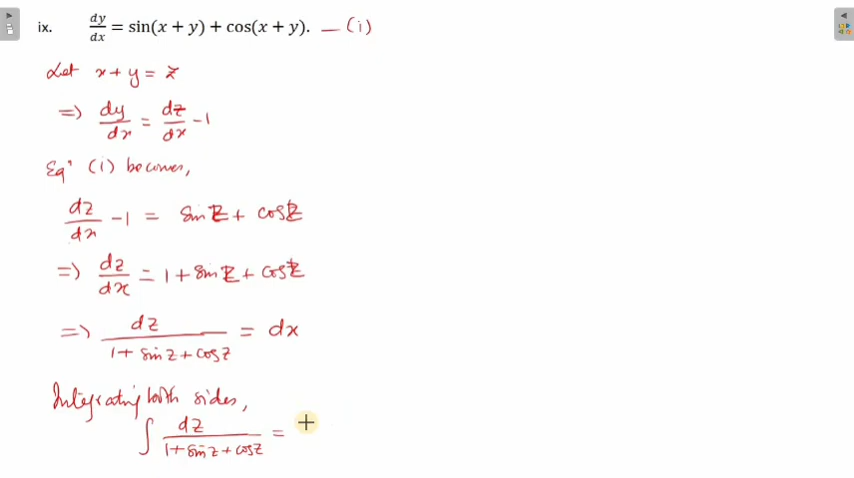 ix. dy/dx = sin(x + y) + cos(x + y). — (i)
Let x + y = z
=> dy/dx = dz/dx - 1
Eqⁿ (i) becomes,
dz/dx - 1 = sin z + cos z
=> dz/dx = 1 + sin z + cos z
=> dz/(1 + sin z + cos z) = dx
Integrating both sides,
∫ dz/(1 + sin z + cos z) =